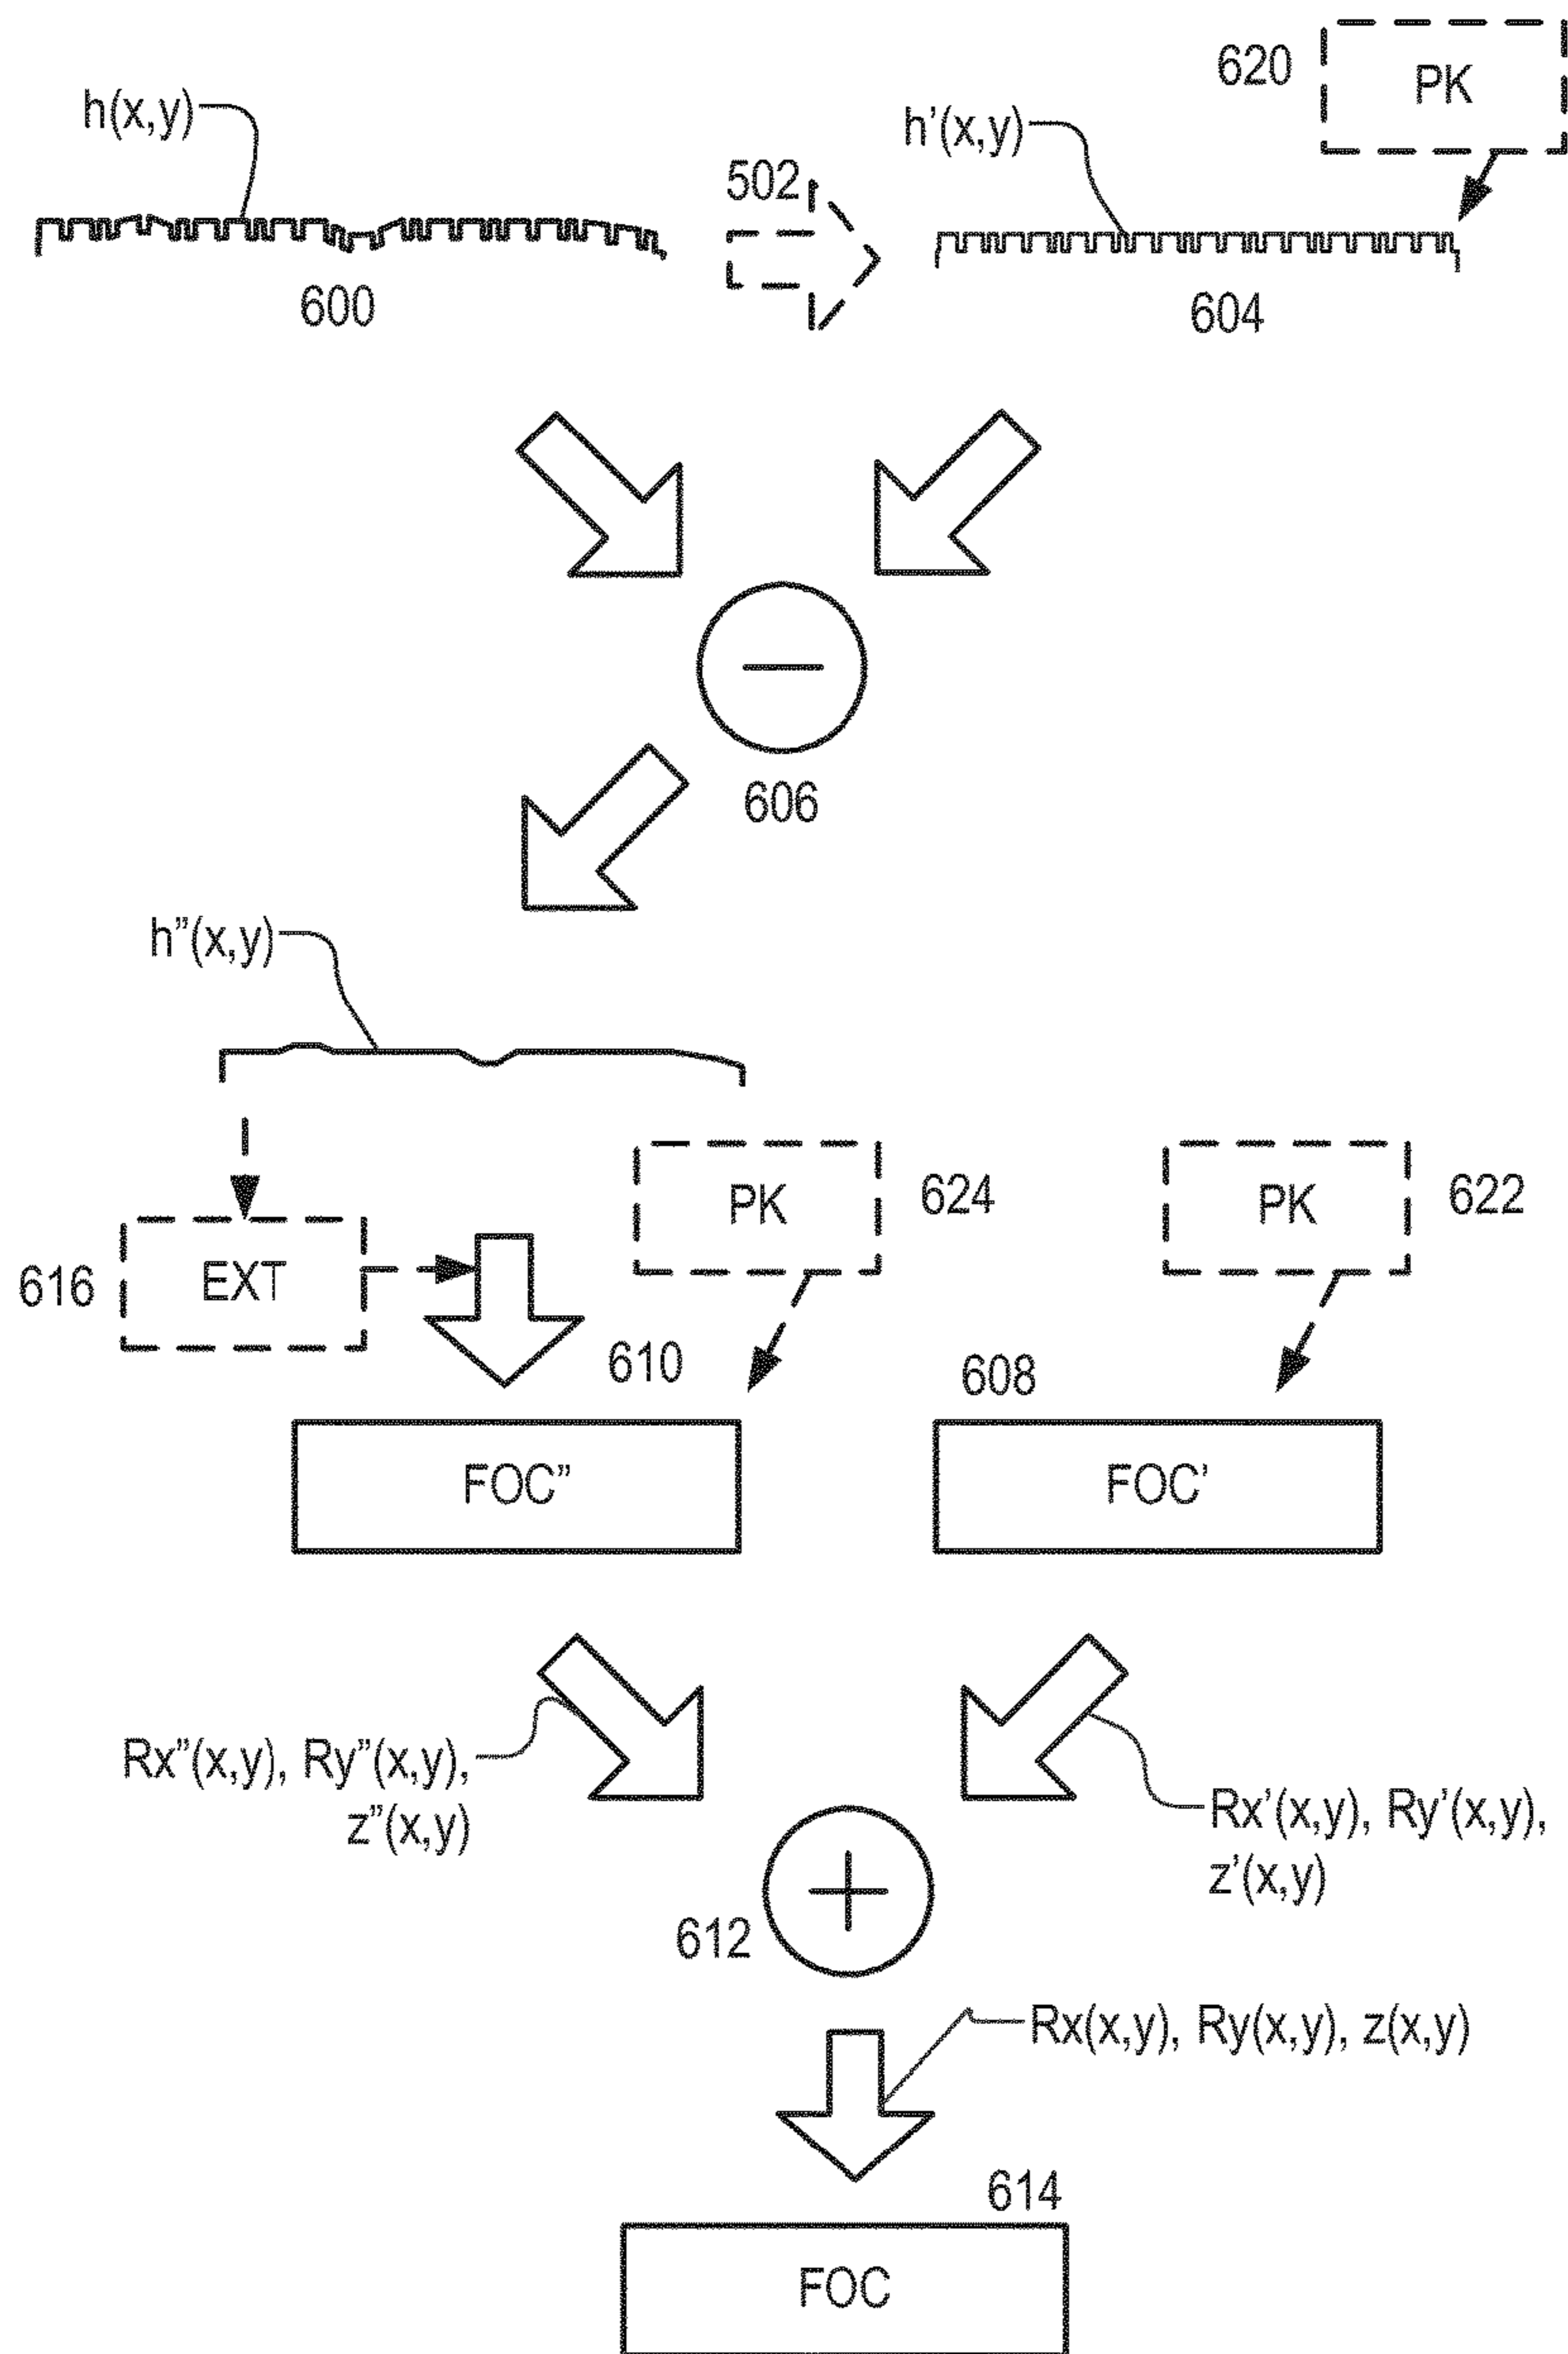 620
PK
h(x,y)
h’(x,y)
502
600
604
606
h”(x,y)
PK
624
PK
622
616
EXT
610
608
FOC”
FOC’
Rx”(x,y), Ry”(x,y),
z”(x,y)
Rx’(x,y), Ry’(x,y),
z’(x,y)
612
Rx(x,y), Ry(x,y), z(x,y)
614
FOC